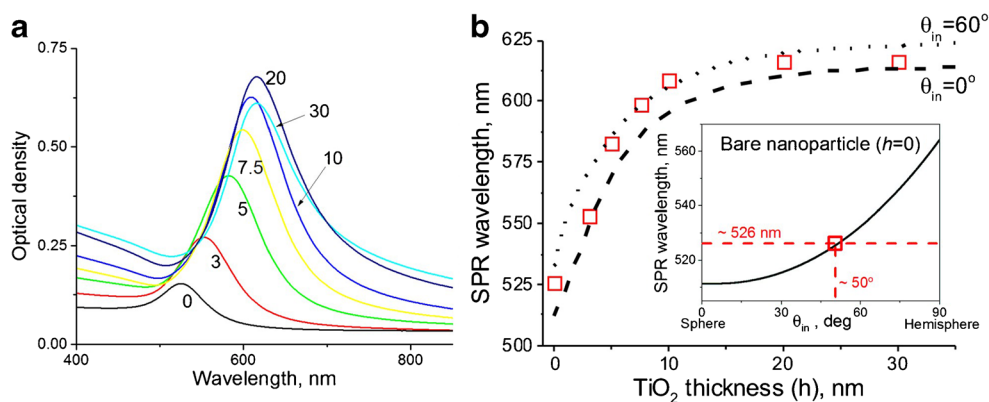 a
0.75
0.50
0.25
0.00
Optical density
20
30
10
7.5
5
3
0
400
600
800
Wavelength, nm
b
625
600
575
550
525
500
SPR wavelength, nm
θin=60°
θin=0°
0
10
20
30
TiO2 thickness (h), nm
Bare nanoparticle (h=0)
560
540
520
SPR wavelength, nm
~ 526 nm
~ 50°
0
30
60
90
Sphere
θin , deg
Hemisphere